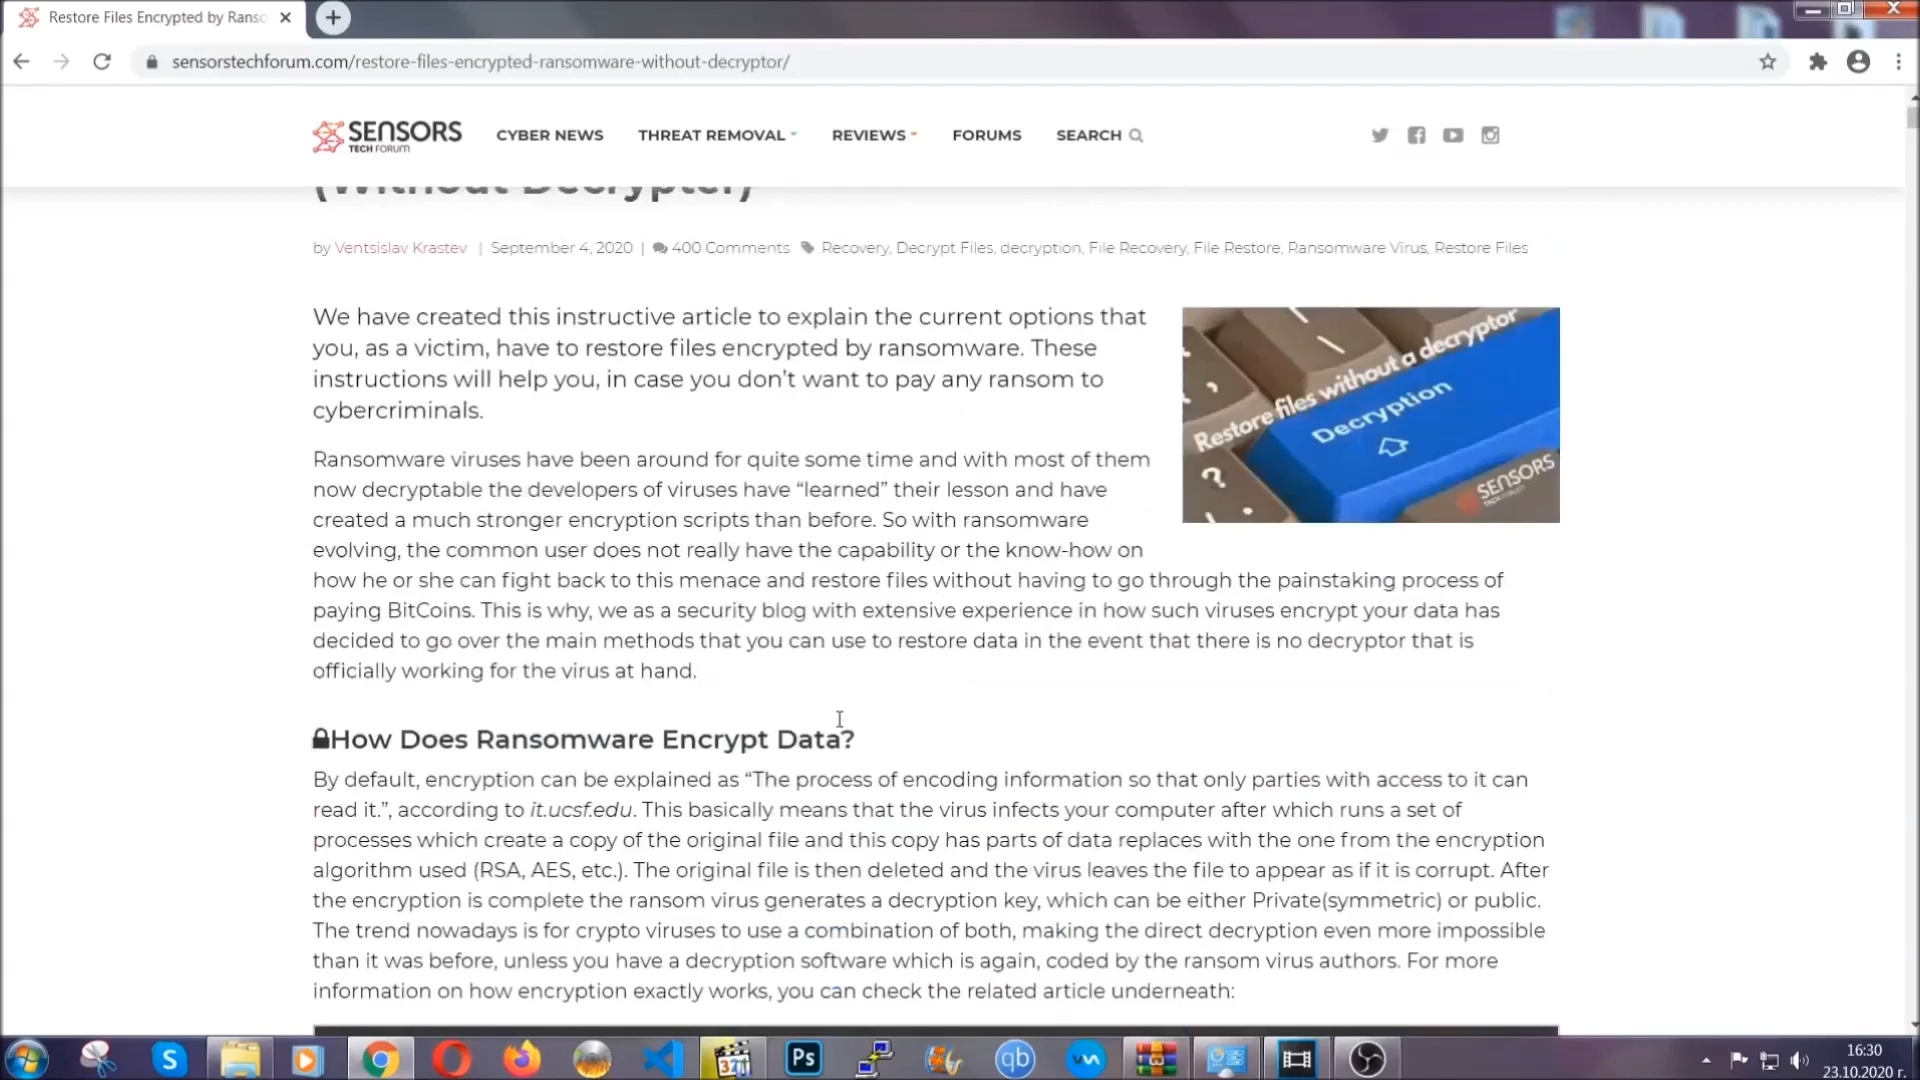 Restore Files Encrypted by Ranso
sensorstechforum.com/restore-files-encrypted-ransomware-without-decryptor/
SENSORS
TECH FORUM
CYBER NEWS THREAT REMOVAL REVIEWS FORUMS SEARCH
(Without Decrypter)
by Ventsislav Krastev | September 4, 2020 | 400 Comments Recovery, Decrypt Files, decryption, File Recovery, File Restore, Ransomware Virus, Restore Files
We have created this instructive article to explain the current options that
you, as a victim, have to restore files encrypted by ransomware. These
instructions will help you, in case you don’t want to pay any ransom to
cybercriminals.
Restore files without a decryptor
Decryption
SENSORS
Ransomware viruses have been around for quite some time and with most of them
now decryptable the developers of viruses have “learned” their lesson and have
created a much stronger encryption scripts than before. So with ransomware
evolving, the common user does not really have the capability or the know-how on
how he or she can fight back to this menace and restore files without having to go through the painstaking process of
paying BitCoins. This is why, we as a security blog with extensive experience in how such viruses encrypt your data has
decided to go over the main methods that you can use to restore data in the event that there is no decryptor that is
officially working for the virus at hand.
How Does Ransomware Encrypt Data?
By default, encryption can be explained as “The process of encoding information so that only parties with access to it can
read it.”, according to it.ucsf.edu. This basically means that the virus infects your computer after which runs a set of
processes which create a copy of the original file and this copy has parts of data replaces with the one from the encryption
algorithm used (RSA, AES, etc.). The original file is then deleted and the virus leaves the file to appear as if it is corrupt. After
the encryption is complete the ransom virus generates a decryption key, which can be either Private(symmetric) or public.
The trend nowadays is for crypto viruses to use a combination of both, making the direct decryption even more impossible
than it was before, unless you have a decryption software which is again, coded by the ransom virus authors. For more
information on how encryption exactly works, you can check the related article underneath:
S
321
Ps
qb
16:30
23.10.2020 г.